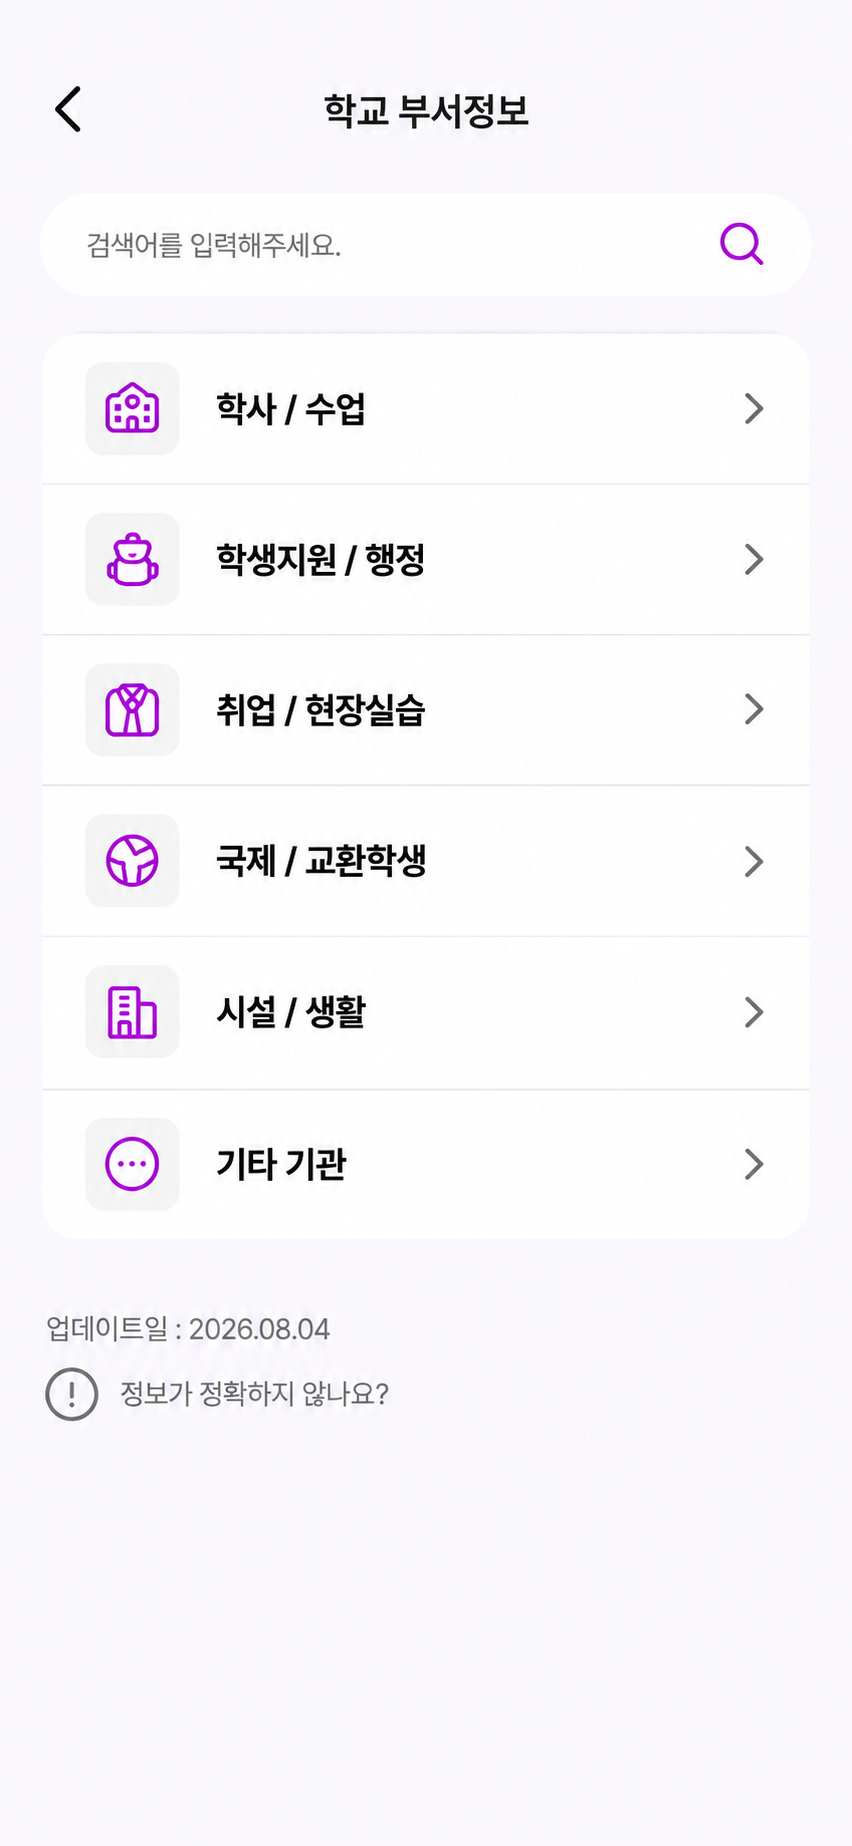 학교 부서정보
검색어를 입력해주세요.
학사 / 수업
학생지원 / 행정
취업 / 현장실습
국제 / 교환학생
시설 / 생활
기타 기관
업데이트일 : 2026.08.04
정보가 정확하지 않나요?